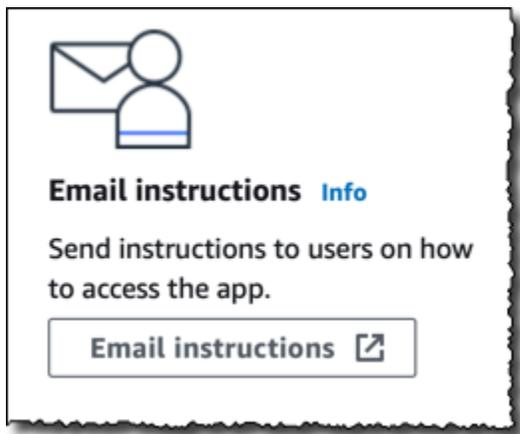 Email instructions Info
Send instructions to users on how
to access the app.
Email instructions